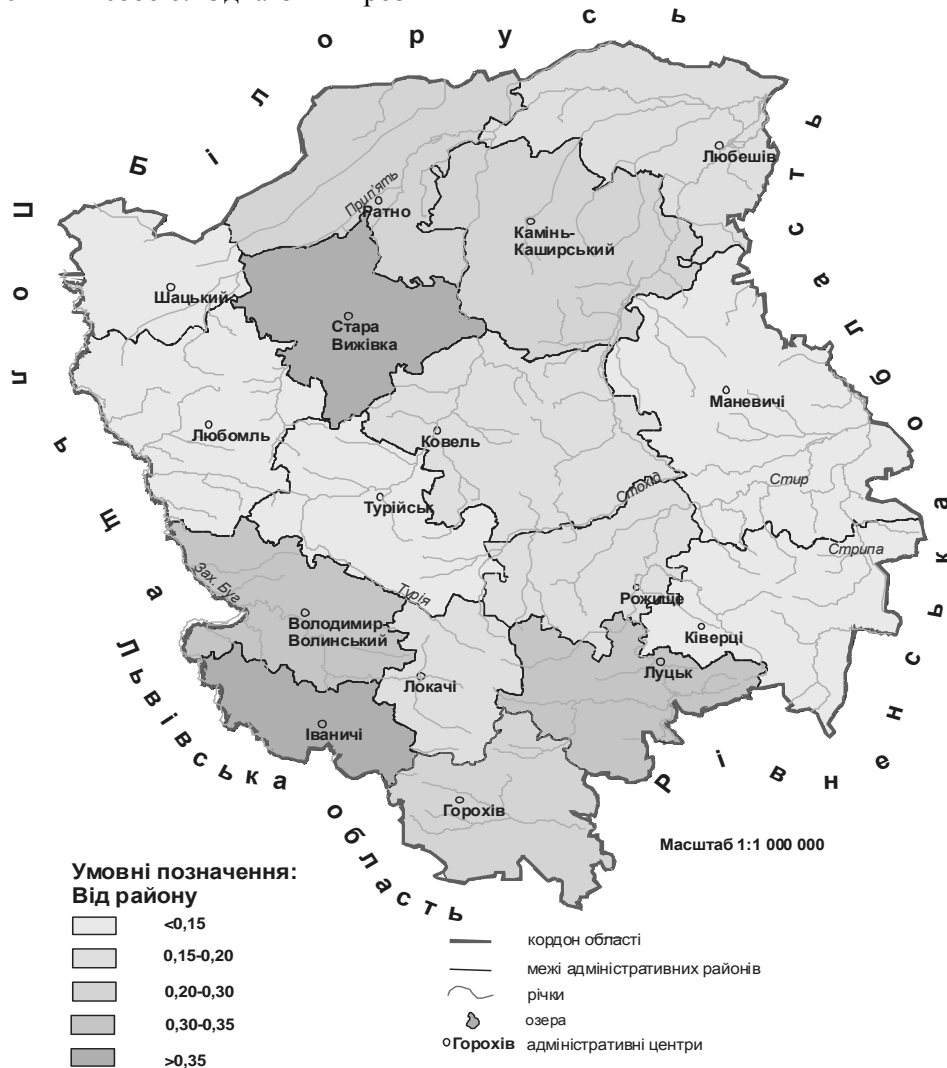 Білорусь
Польща
Львівська область
Рівненська область
Прип'ять
Ратно
Любешів
Камінь-
Каширський
Шацький
Стара
Вижівка
Маневичі
Любомль
Ковель
Турійськ
Стохід
Стир
Стрипа
Зах. Буг
Турія
Рожище
Володимир-
Волинський
Ківерці
Луцьк
Локачі
Іваничі
Горохів
Масштаб 1:1 000 000
Умовні позначення:
Від району
<0,15
0,15-0,20
0,20-0,30
0,30-0,35
>0,35
кордон області
межі адміністративних районів
річки
озера
Горохів адміністративні центри